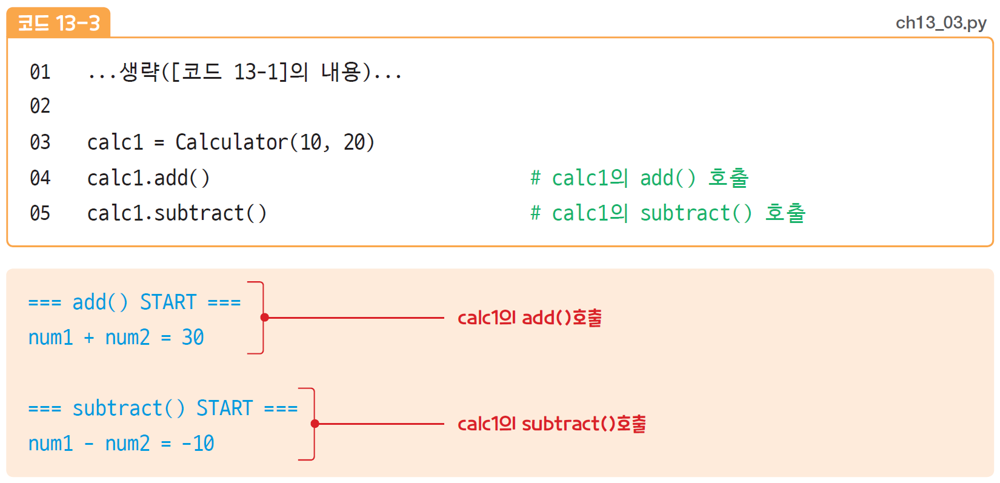 코드 13-3
ch13_03.py
01 ...생략([코드 13-1]의 내용)...
02
03 calc1 = Calculator(10, 20)
04 calc1.add() # calc1의 add() 호출
05 calc1.subtract() # calc1의 subtract() 호출
=== add() START ===
calc1의 add()호출
num1 + num2 = 30
=== subtract() START ===
calc1의 subtract()호출
num1 - num2 = -10